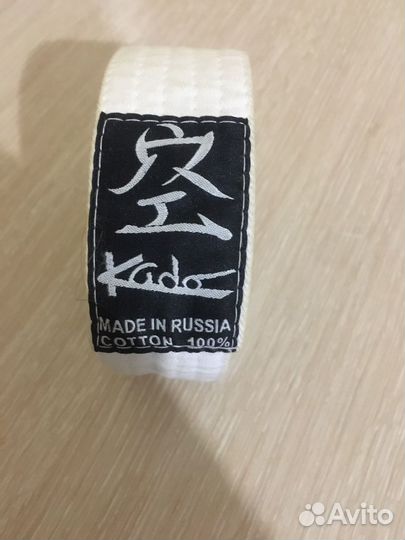 空
Kado
MADE IN RUSSIA
COTTON 100%
Avito